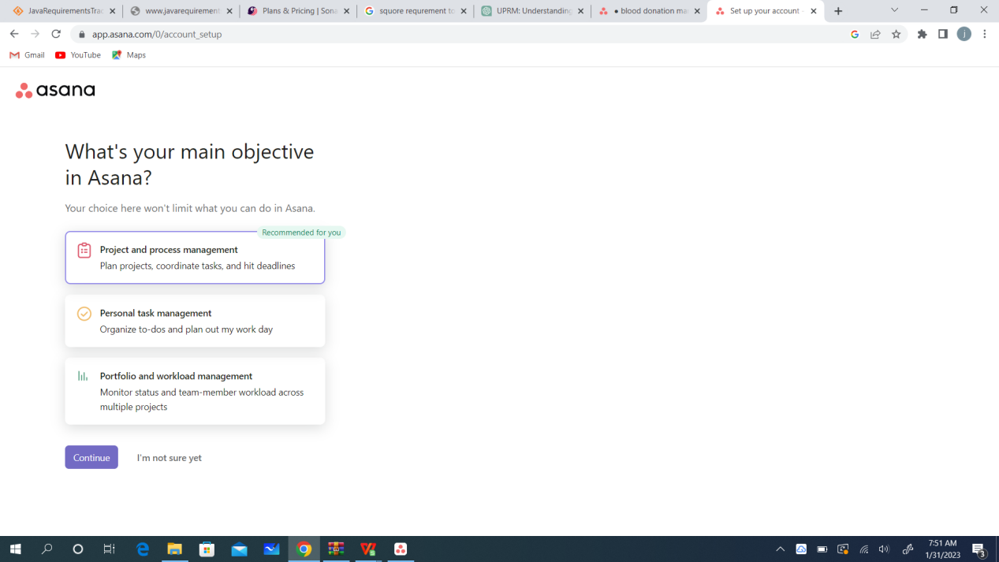 JavaRequirementsTrac
www.javarequirement
Plans & Pricing | Sona
squore requrement to
UPRM: Understanding
● blood donation ma
Set up your account -
app.asana.com/0/account_setup
j
Gmail
YouTube
Maps
asana
What's your main objective
in Asana?
Your choice here won't limit what you can do in Asana.
Recommended for you
Project and process management
Plan projects, coordinate tasks, and hit deadlines
Personal task management
Organize to-dos and plan out my work day
Portfolio and workload management
Monitor status and team-member workload across
multiple projects
Continue
I'm not sure yet
7:51 AM
1/31/2023
3